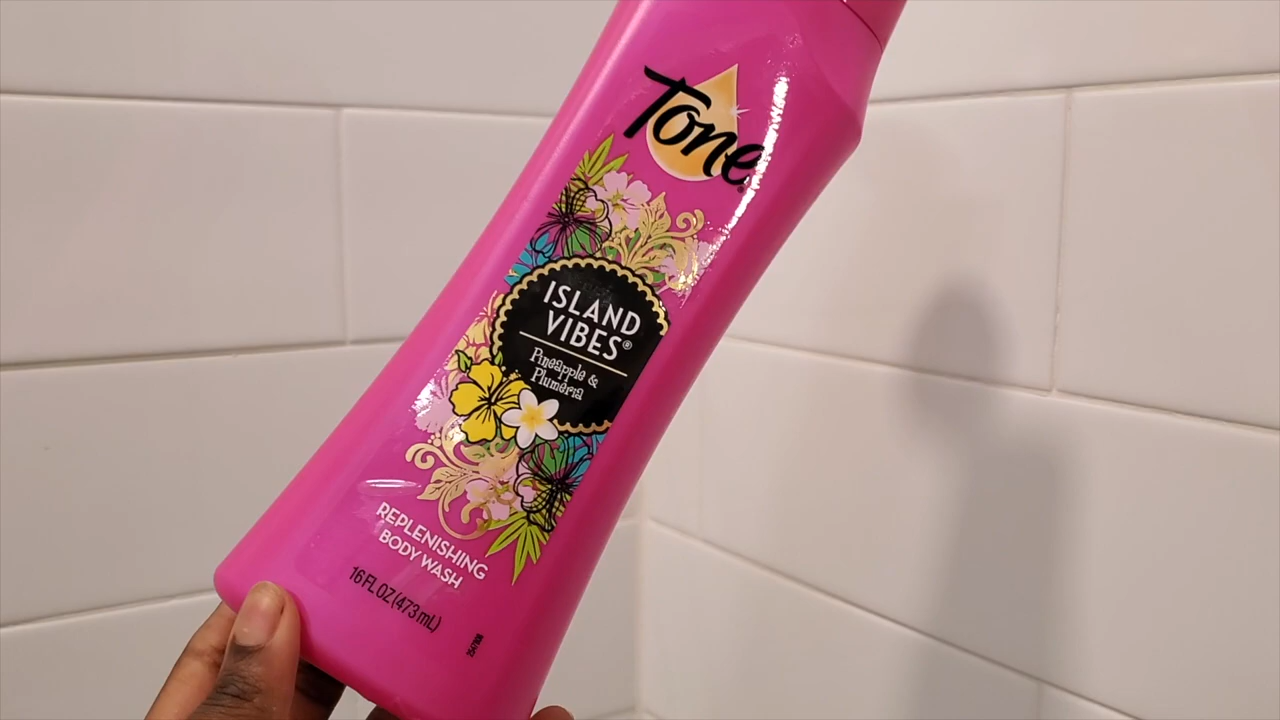 Tone®
ISLAND
VIBES®
Pineapple &
Plumeria
REPLENISHING
BODY WASH
16 FL OZ (473 mL)